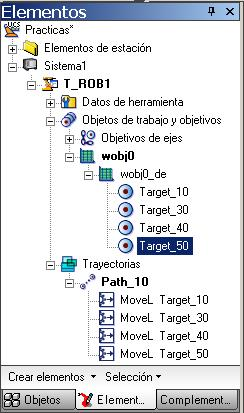 Elementos
UCS
Practicas*
Elementos de estación
Sistema1
T_ROB1
Datos de herramienta
Objetos de trabajo y objetivos
Objetivos de ejes
wobj0
wobj0_de
Target_10
Target_30
Target_40
Target_50
Trayectorias
Path_10
MoveL Target_10
MoveL Target_30
MoveL Target_40
MoveL Target_50
Crear elementos Selección
Objetos Element... Complement...